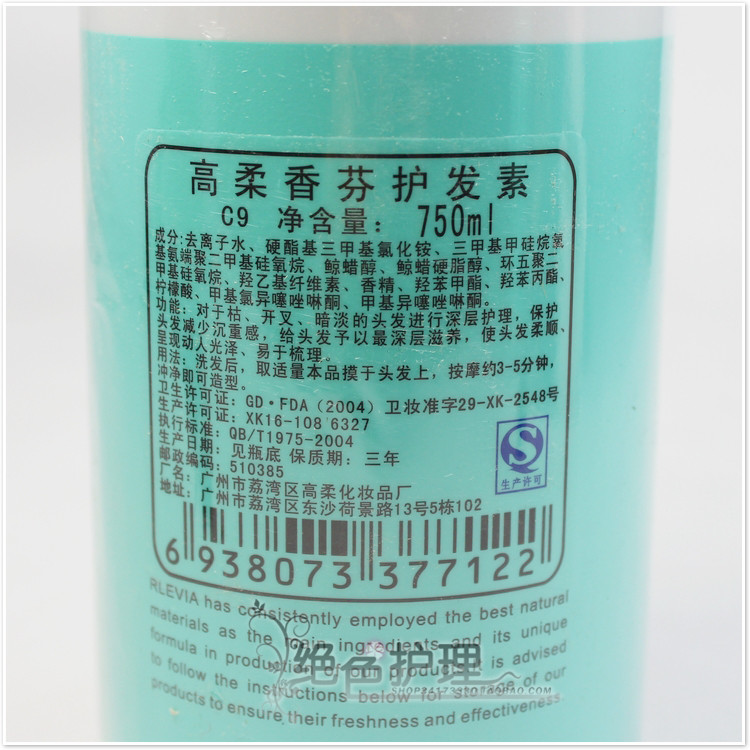 高柔香芬护发素
C9 净含量：750ml
成分:去离子水、硬酯基三甲基氯化铵、三甲基甲硅烷氧
基氨端聚二甲基硅氧烷、鲸蜡醇、鲸蜡硬脂醇、环五聚二
甲基硅氧烷、羟乙基纤维素、香精、羟苯甲酯、羟苯丙酯、
柠檬酸、甲基氯异噻唑啉酮、甲基异噻唑啉酮。
功能：对于枯、开叉、暗淡的头发进行深层护理，保护
头发减少沉重感，给头发予以最深层滋养，使头发柔顺、
呈现动人光泽、易于梳理。
用法：洗发后，取适量本品摸于头发上，按摩约3-5分钟，
冲净即可造型。
卫生许可证：GD·FDA（2004）卫妆准字29-XK-2548号
生产许可证：XK16-108 6327
执行标准：QB/T1975-2004
生产日期：见瓶底 保质期：三年
邮政编码：510385
厂名：广州市荔湾区高柔化妆品厂
地址：广州市荔湾区东沙荷景路13号5栋102
生产许可
6 938073 377122
RLEVIA has consistently employed the best natural
materials as the main ingredients and its unique
formula in production of our products.It is advised
to follow the instructions below for storage of our
products to ensure their freshness and effectiveness.
绝色护理